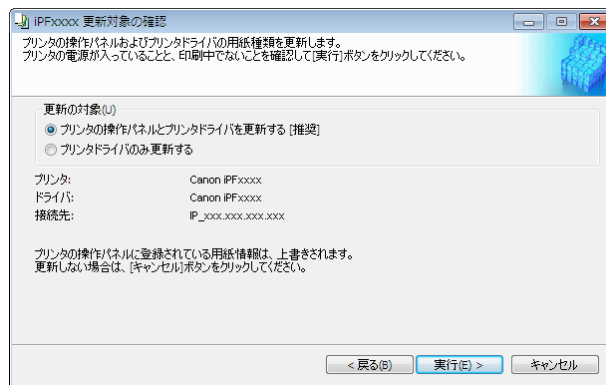 iPFxxxx 更新対象の確認
プリンタの操作パネルおよびプリンタドライバの用紙種類を更新します。
プリンタの電源が入っていることと、印刷中でないことを確認して[実行]ボタンをクリックしてください。
更新の対象(U)
プリンタの操作パネルとプリンタドライバを更新する [推奨]
プリンタドライバのみ更新する
プリンタ: Canon iPFxxxx
ドライバ: Canon iPFxxxx
接続先: IP_xxx.xxx.xxx.xxx
プリンタの操作パネルに登録されている用紙情報は、上書きされます。
更新しない場合は、[キャンセル]ボタンをクリックしてください。
< 戻る(B) 実行(E) > キャンセル